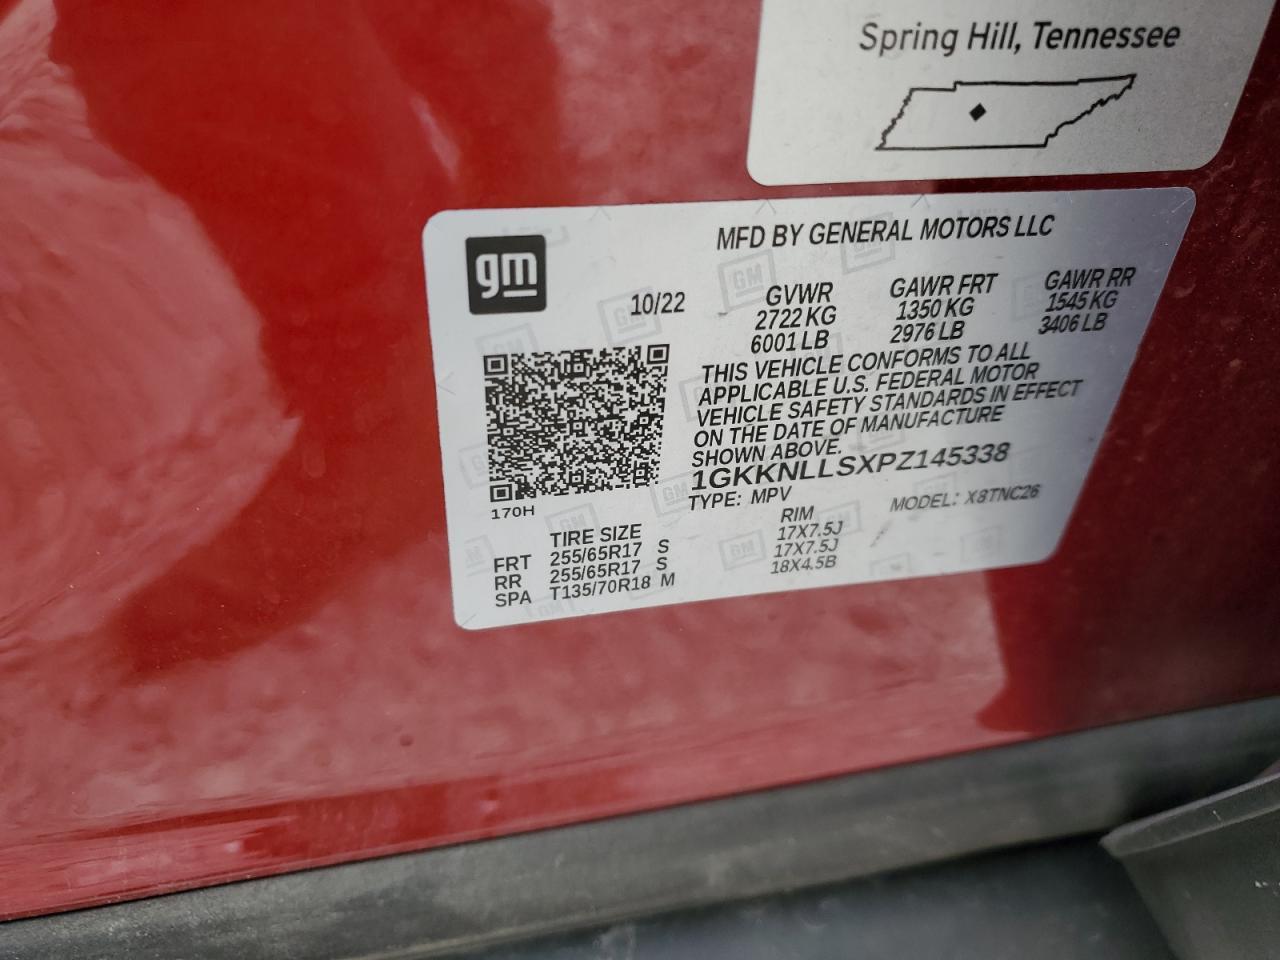 Spring Hill, Tennessee
gm
MFD BY GENERAL MOTORS LLC
10/22
GVWR GAWR FRT GAWR RR
2722 KG 1350 KG 1545 KG
6001 LB 2976 LB 3406 LB
THIS VEHICLE CONFORMS TO ALL
APPLICABLE U.S. FEDERAL MOTOR
VEHICLE SAFETY STANDARDS IN EFFECT
ON THE DATE OF MANUFACTURE
SHOWN ABOVE.
1GKKNLLSXPZ145338
TYPE: MPV MODEL: X8TNC26
170H
TIRE SIZE RIM
FRT 255/65R17 S 17X7.5J
RR 255/65R17 S 17X7.5J
SPA T135/70R18 M 18X4.5B